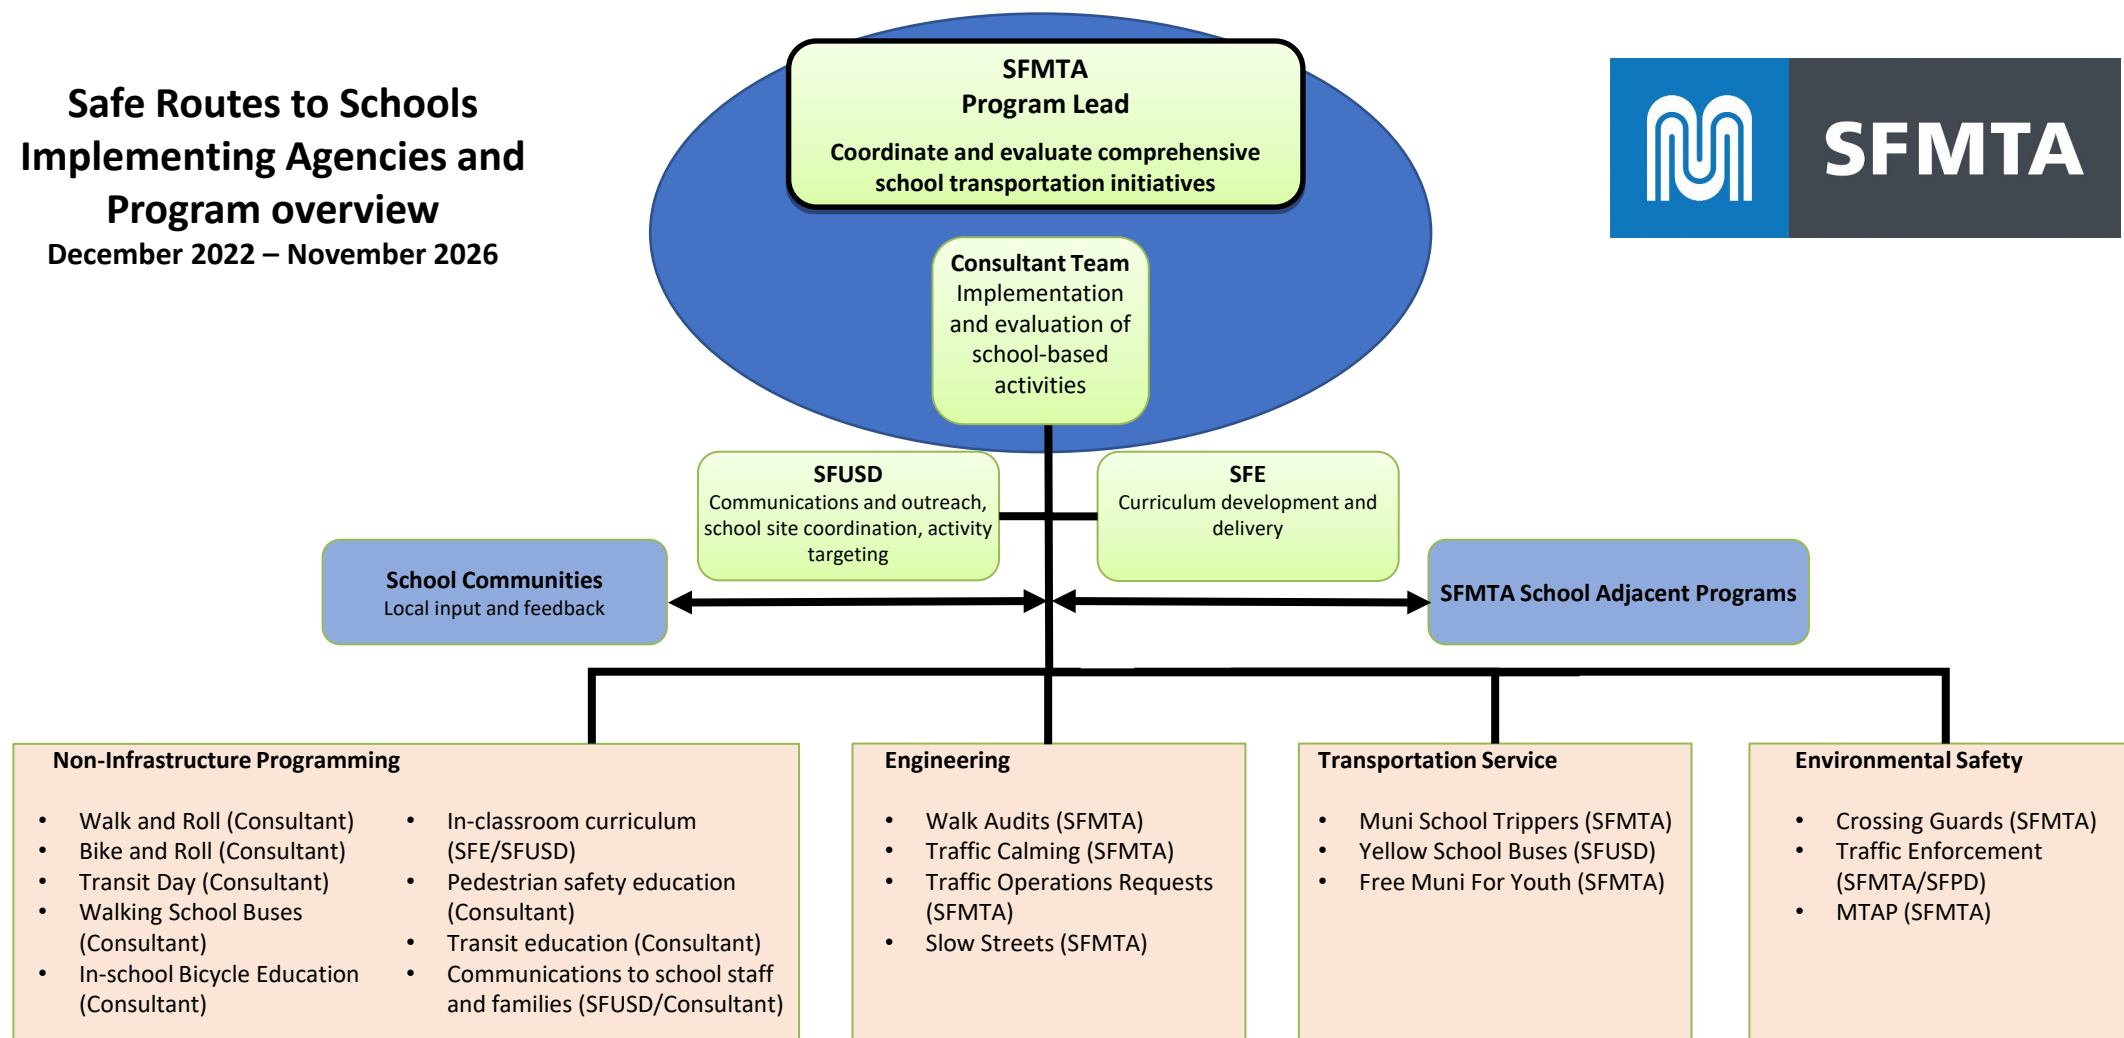 Safe Routes to Schools
Implementing Agencies and
Program overview
December 2022 – November 2026
SFMTA
Program Lead
Coordinate and evaluate comprehensive
school transportation initiatives
SFMTA
Consultant Team
Implementation
and evaluation of
school-based
activities
SFUSD
Communications and outreach,
school site coordination, activity
targeting
SFE
Curriculum development and
delivery
School Communities
Local input and feedback
SFMTA School Adjacent Programs
Non-Infrastructure Programming
• Walk and Roll (Consultant)
• Bike and Roll (Consultant)
• Transit Day (Consultant)
• Walking School Buses
(Consultant)
• In-school Bicycle Education
(Consultant)
• In-classroom curriculum
(SFE/SFUSD)
• Pedestrian safety education
(Consultant)
• Transit education (Consultant)
• Communications to school staff
and families (SFUSD/Consultant)
Engineering
• Walk Audits (SFMTA)
• Traffic Calming (SFMTA)
• Traffic Operations Requests
(SFMTA)
• Slow Streets (SFMTA)
Transportation Service
• Muni School Trippers (SFMTA)
• Yellow School Buses (SFUSD)
• Free Muni For Youth (SFMTA)
Environmental Safety
• Crossing Guards (SFMTA)
• Traffic Enforcement
(SFMTA/SFPD)
• MTAP (SFMTA)